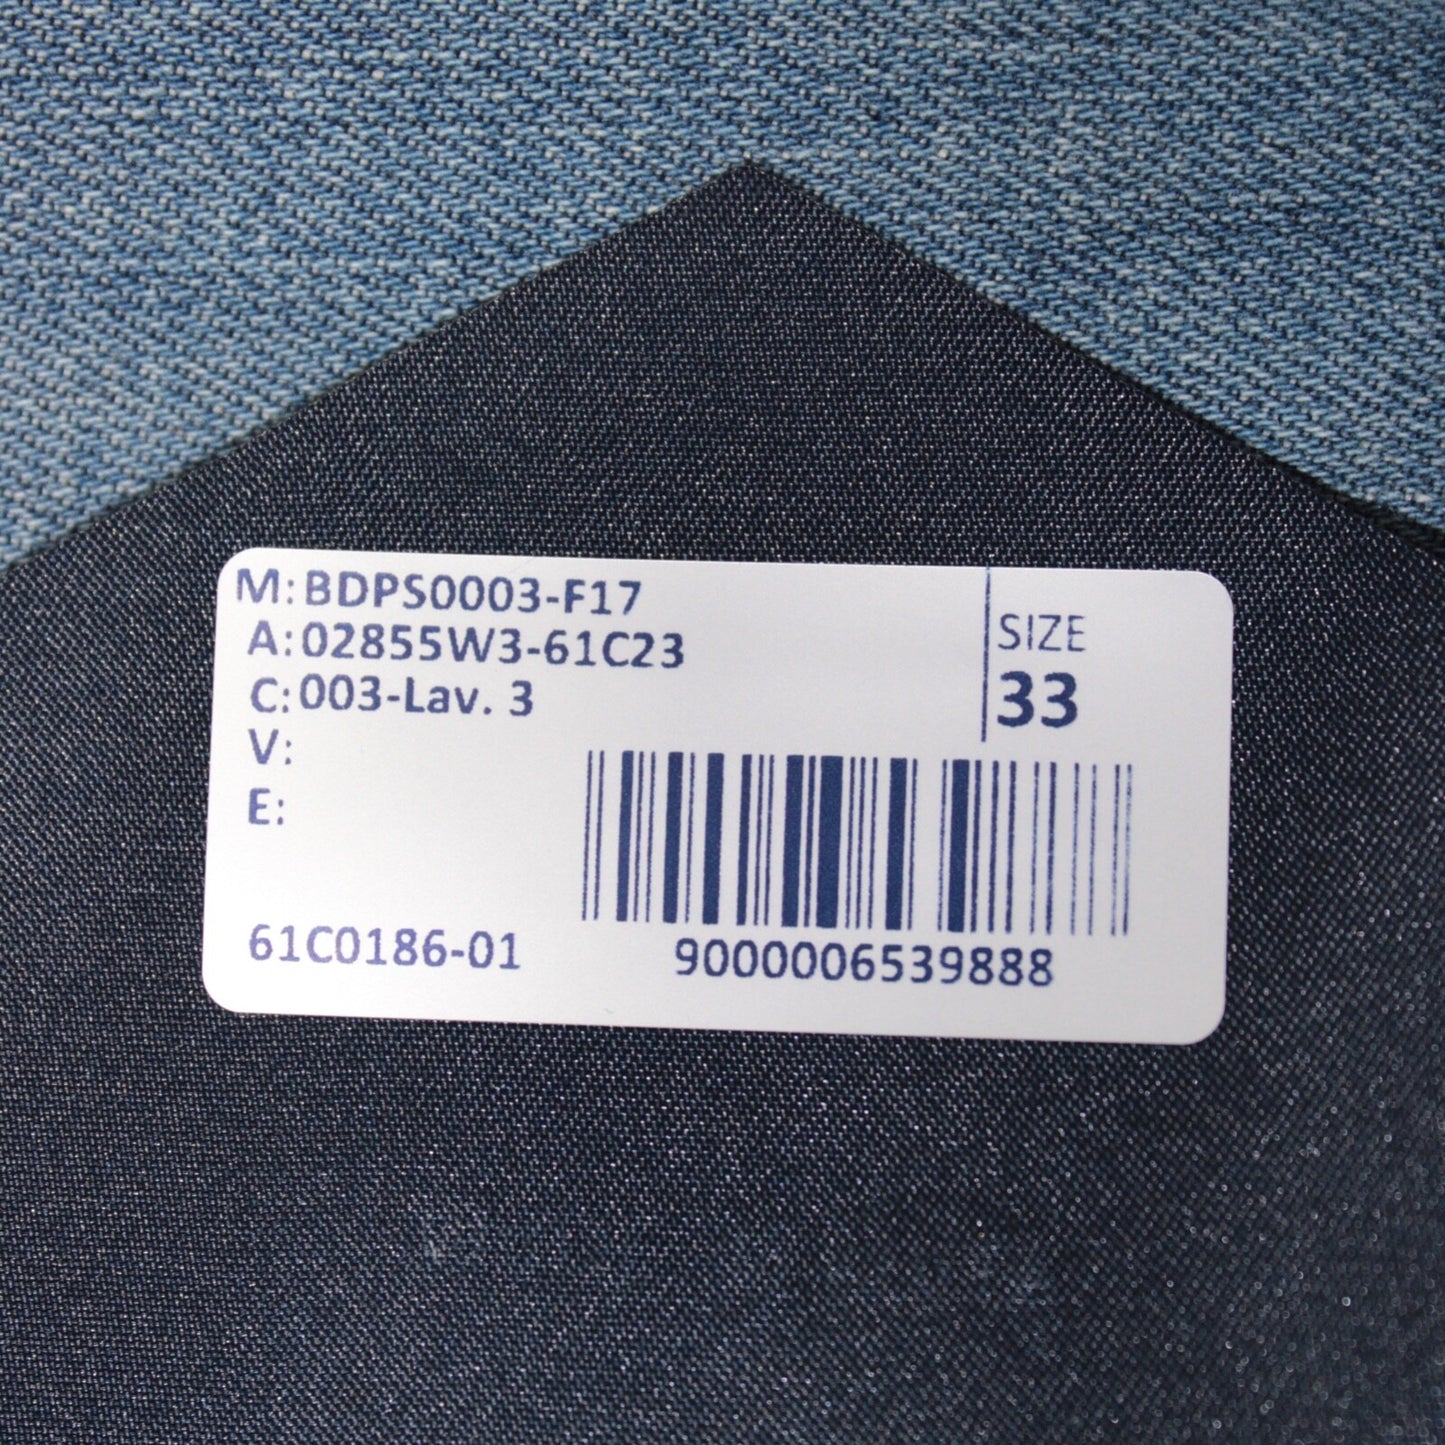 M: BDPS0003-F17
A: 02855W3-61C23
C: 003-Lav. 3
V:
E:
SIZE
33
61C0186-01
9000006539888